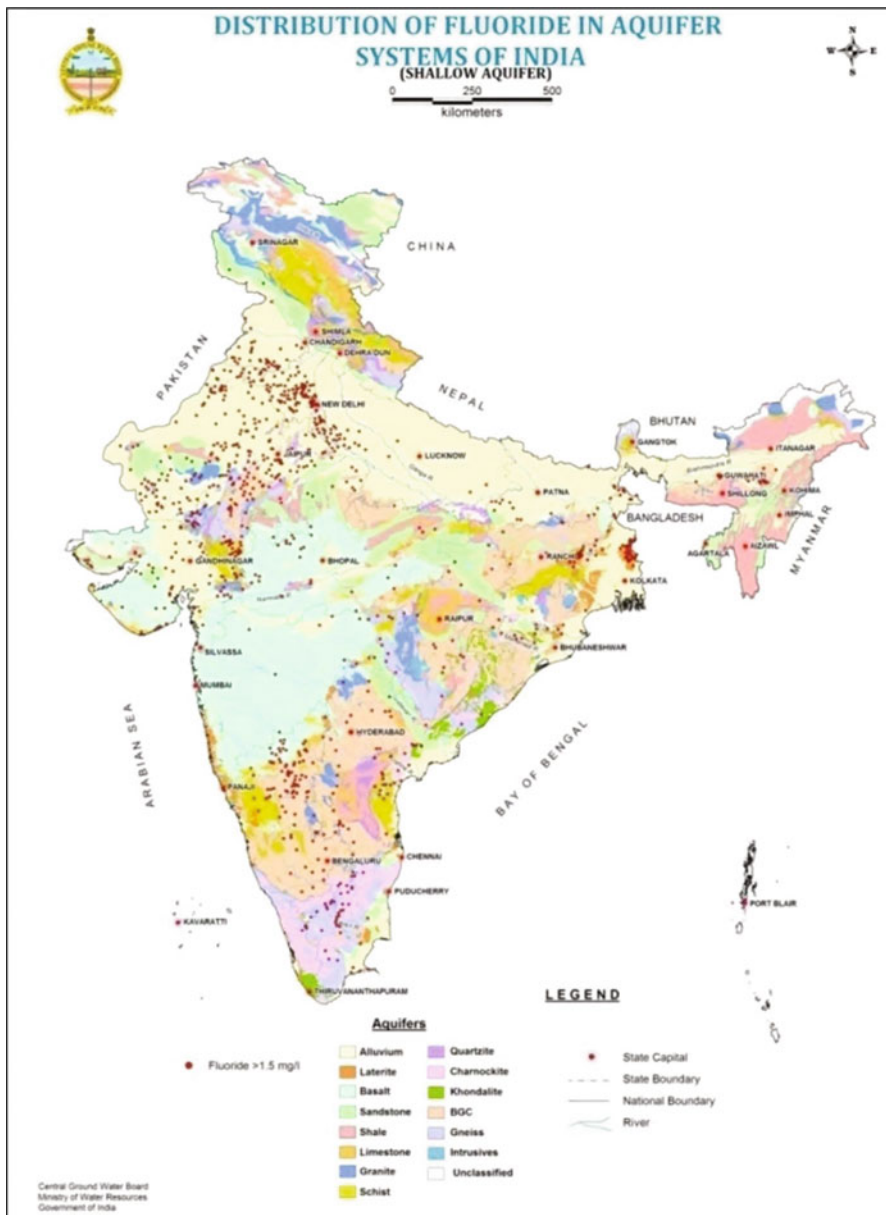 DISTRIBUTION OF FLUORIDE IN AQUIFER
SYSTEMS OF INDIA
(SHALLOW AQUIFER)
0 250 500
kilometers
W E
S
CHINA
SRINAGAR
PAKISTAN
SHIMLA
CHANDIGARH
DEHRA'DUN
NEPAL
NEW DELHI
BHUTAN
GANGTOK
ITANAGAR
JAIPUR
LUCKNOW
Ganga R.
Brahmaputra R.
GUWAHATI
SHILLONG
KOHIMA
PATNA
IMPHAL
BANGLADESH
MYANMAR
GANDHINAGAR
BHOPAL
RANCHI
AGARTALA
AIZAWL
KOLKATA
RAIPUR
SILVASSA
BHUBANESHWAR
MUMBAI
ARABIAN SEA
HYDERABAD
BAY OF BENGAL
PANAJI
BENGALURU
CHENNAI
PUDUCHERRY
KAVARATTI
PORT BLAIR
THIRUVANANTHAPURAM
LEGEND
Aquifers
Fluoride >1.5 mg/l
Alluvium
Laterite
Basalt
Sandstone
Shale
Limestone
Granite
Schist
Quartzite
Charnockite
Khondalite
BGC
Gneiss
Intrusives
Unclassified
State Capital
State Boundary
National Boundary
River
Central Ground Water Board
Ministry of Water Resources
Government of India